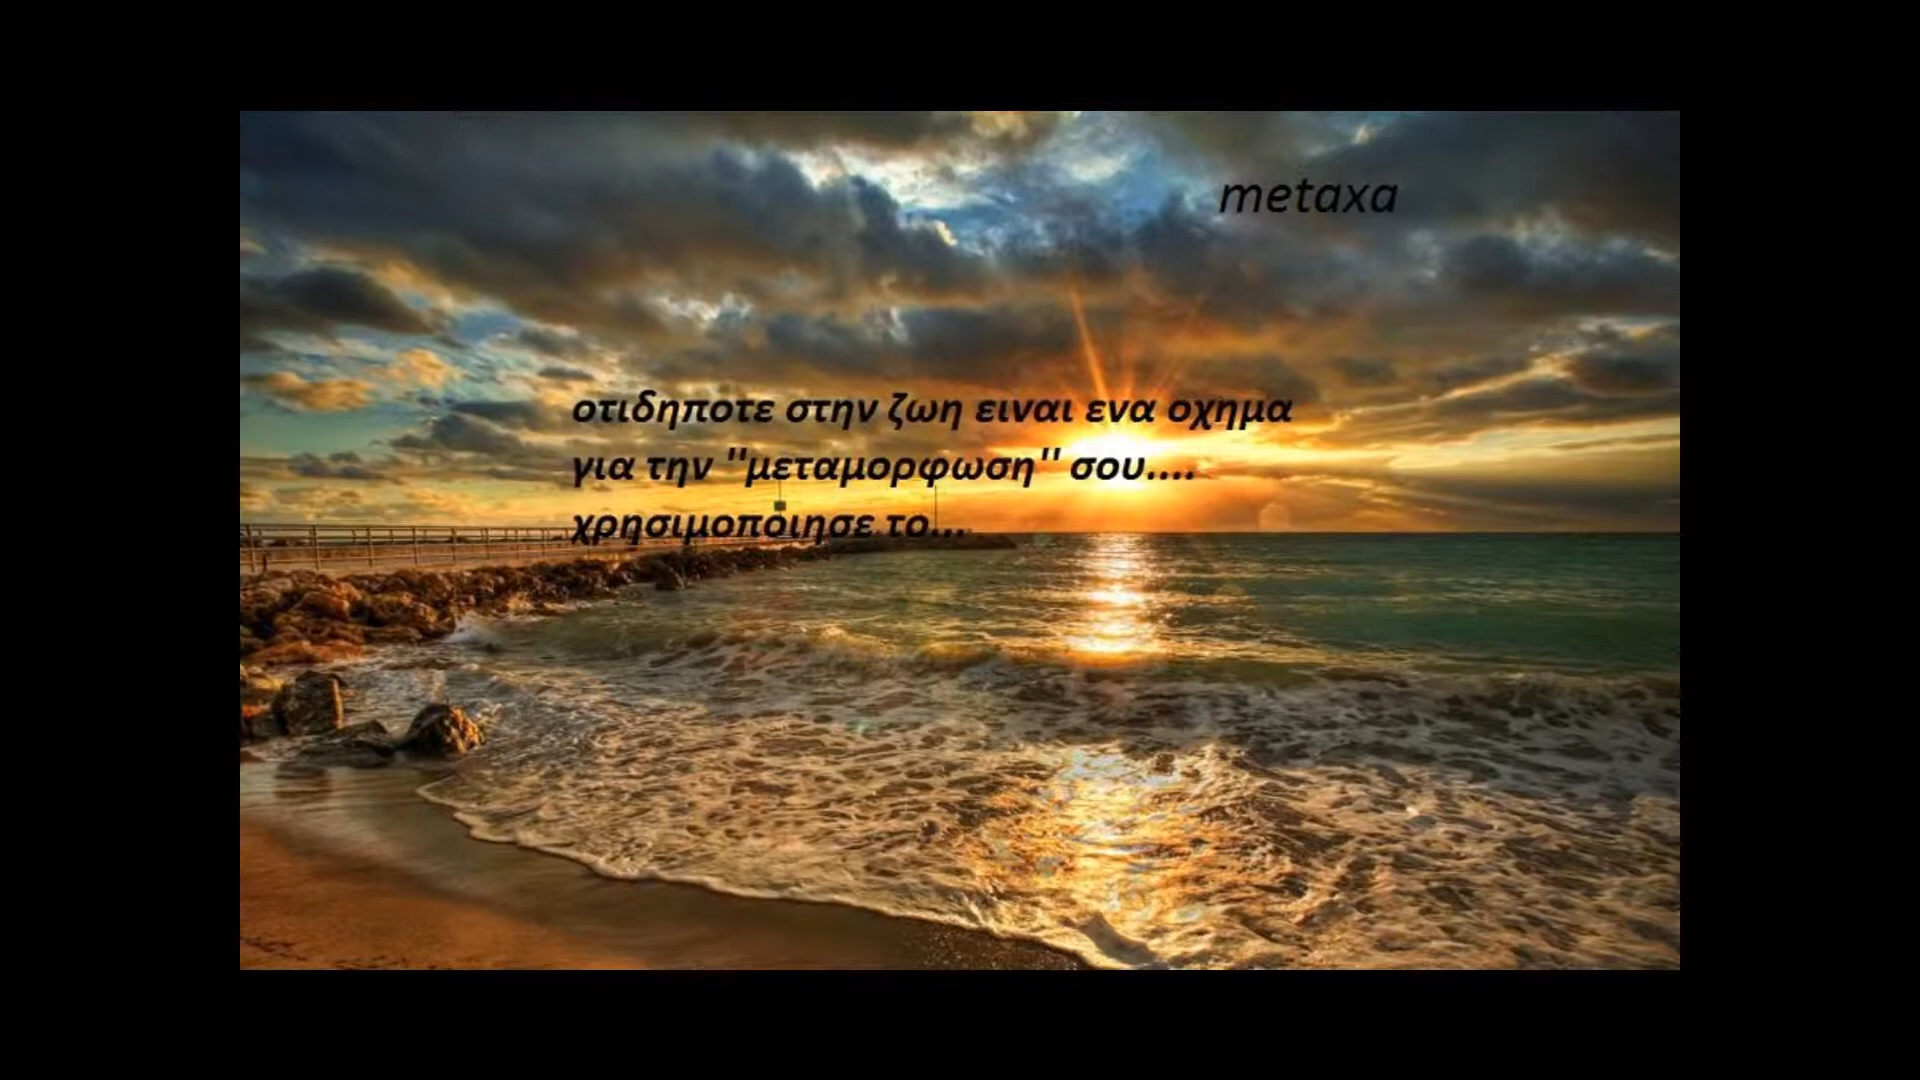 metaxa
οτιδηποτε στην ζωη ειναι ενα οχημα
για την "μεταμορφωση" σου....
χρησιμοποιησε το...